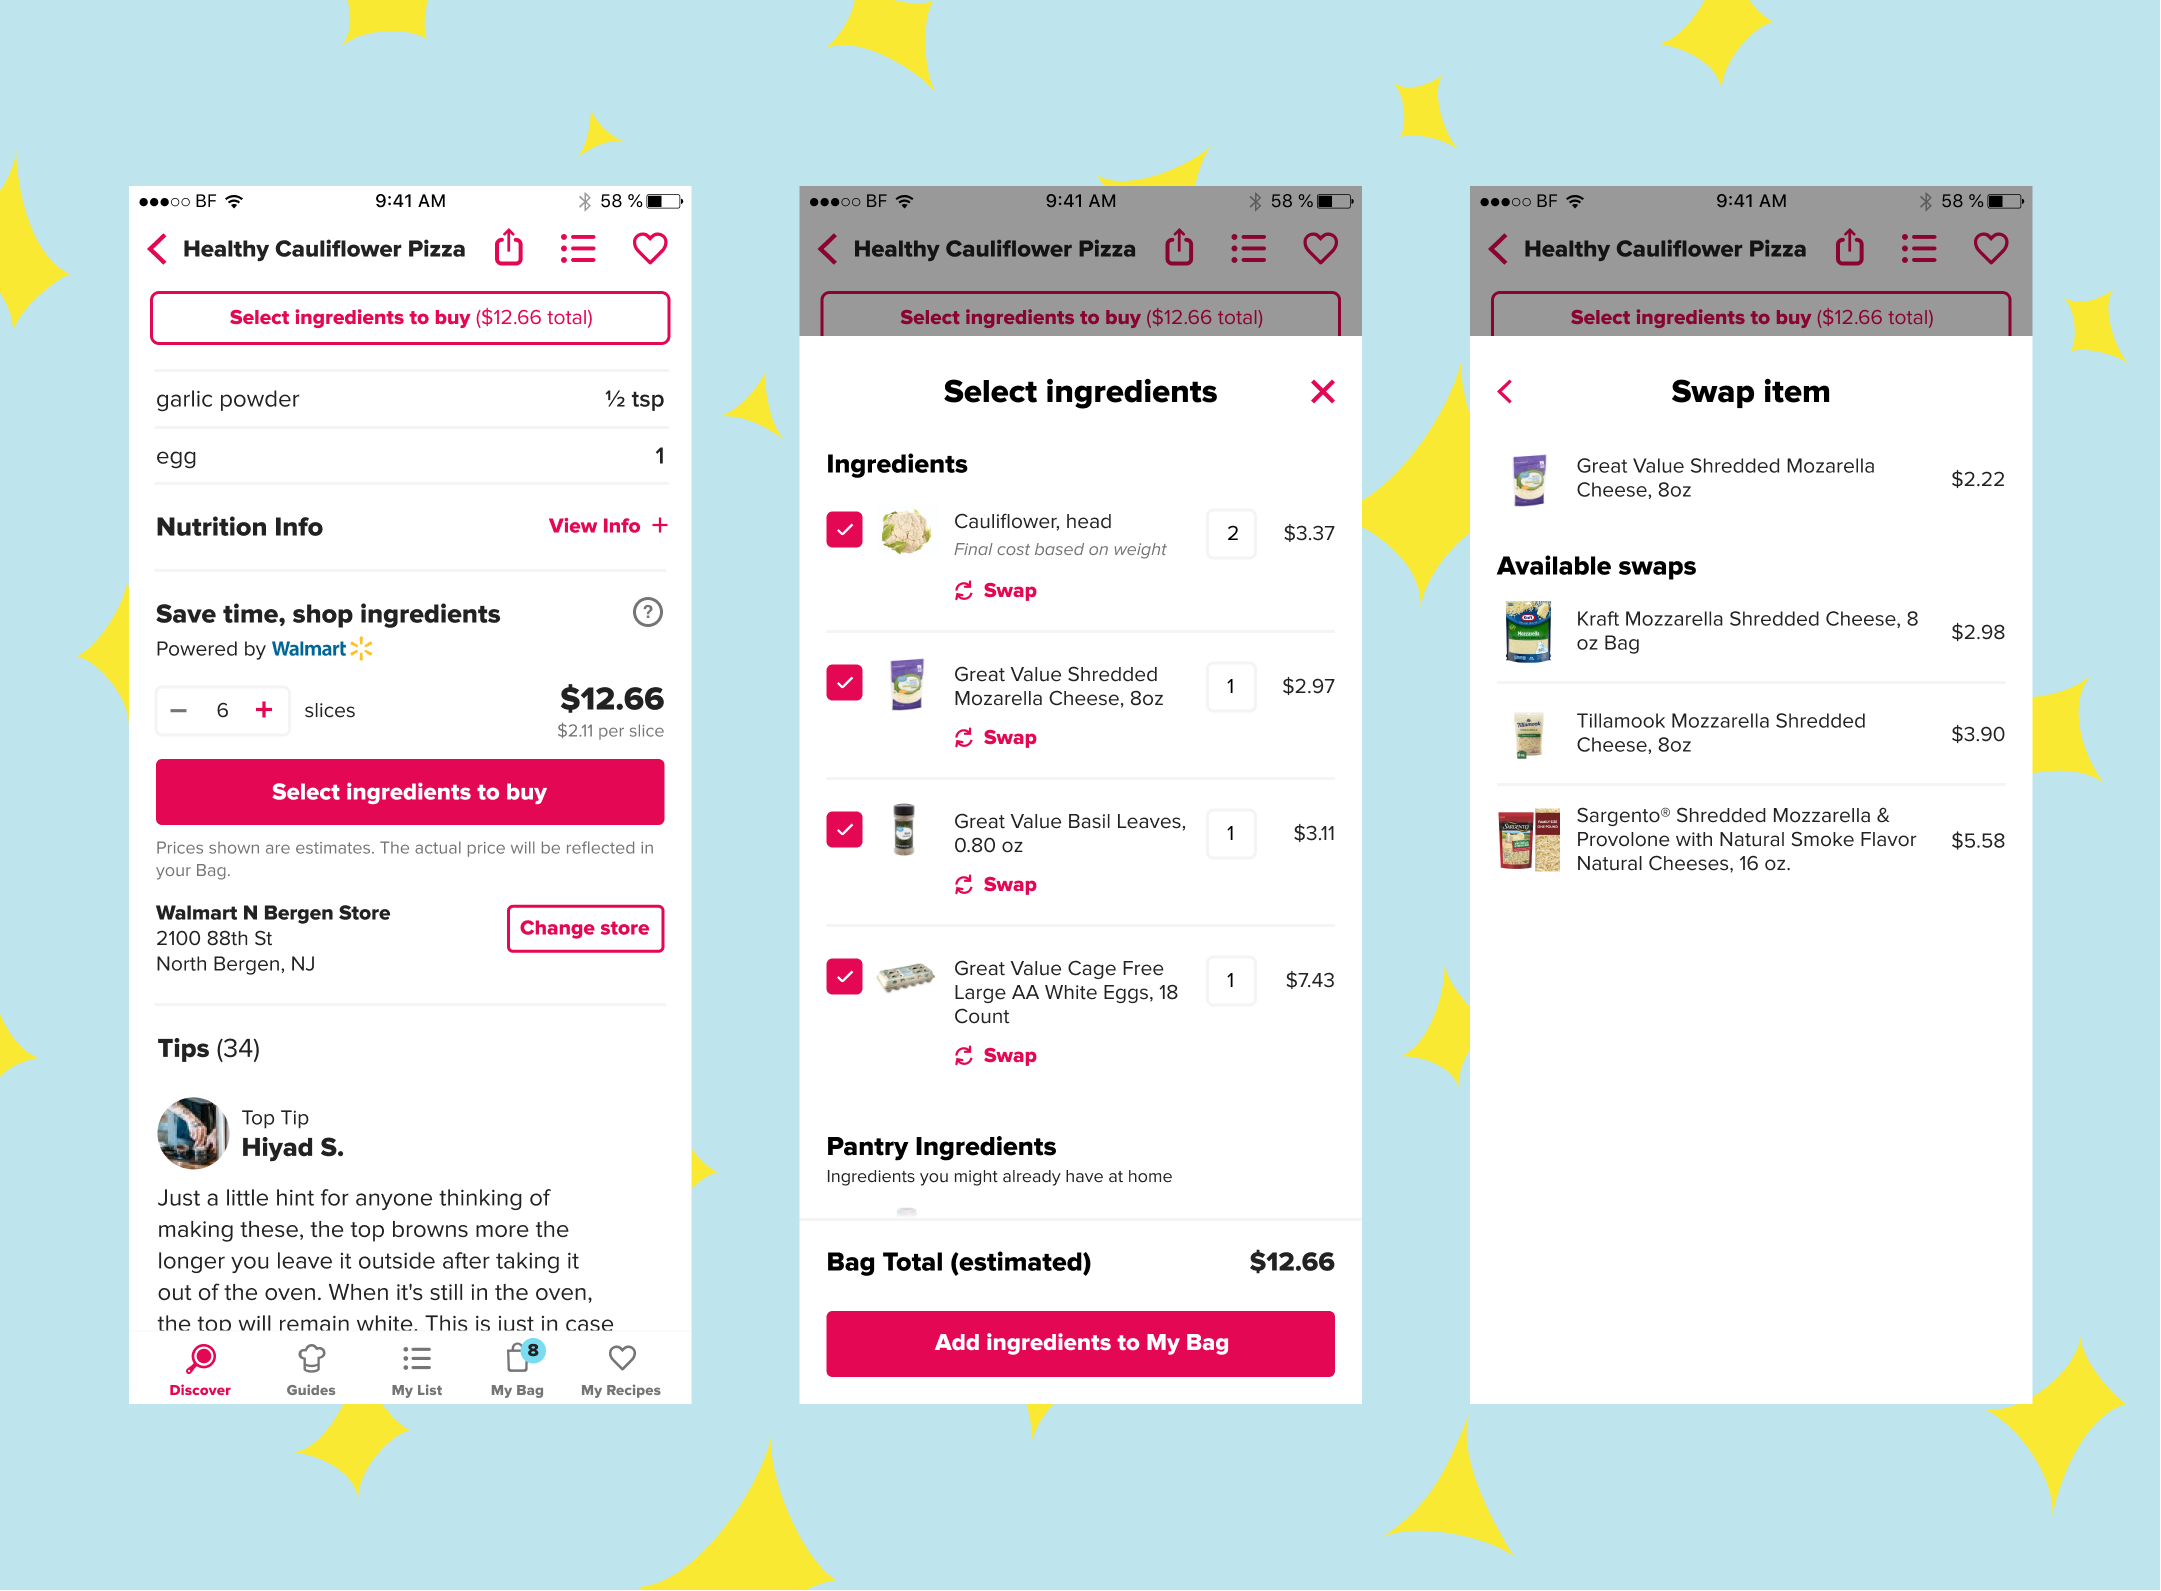 ●●●○○ BF 9:41 AM 58 %
Healthy Cauliflower Pizza
Select ingredients to buy ($12.66 total)
garlic powder ½ tsp
egg 1
Nutrition Info View Info +
Save time, shop ingredients ?
Powered by Walmart
− 6 + slices $12.66
$2.11 per slice
Select ingredients to buy
Prices shown are estimates. The actual price will be reflected in
your Bag.
Walmart N Bergen Store
2100 88th St
North Bergen, NJ
Change store
Tips (34)
Top Tip
Hiyad S.
Just a little hint for anyone thinking of
making these, the top browns more the
longer you leave it outside after taking it
out of the oven. When it's still in the oven,
the top will remain white. This is just in case
8
Discover Guides My List My Bag My Recipes
●●●○○ BF 9:41 AM 58 %
Healthy Cauliflower Pizza
Select ingredients to buy ($12.66 total)
Select ingredients
Ingredients
Cauliflower, head 2 $3.37
Final cost based on weight
Swap
Great Value Shredded
Mozarella Cheese, 8oz 1 $2.97
Swap
Great Value Basil Leaves,
0.80 oz 1 $3.11
Swap
Great Value Cage Free
Large AA White Eggs, 18
Count 1 $7.43
Swap
Pantry Ingredients
Ingredients you might already have at home
Bag Total (estimated) $12.66
Add ingredients to My Bag
●●●○○ BF 9:41 AM 58 %
Healthy Cauliflower Pizza
Select ingredients to buy ($12.66 total)
Swap item
Great Value Shredded Mozarella
Cheese, 8oz $2.22
Available swaps
Kraft Mozzarella Shredded Cheese, 8
oz Bag $2.98
Tillamook Mozzarella Shredded
Cheese, 8oz $3.90
Sargento® Shredded Mozzarella &
Provolone with Natural Smoke Flavor
Natural Cheeses, 16 oz. $5.58